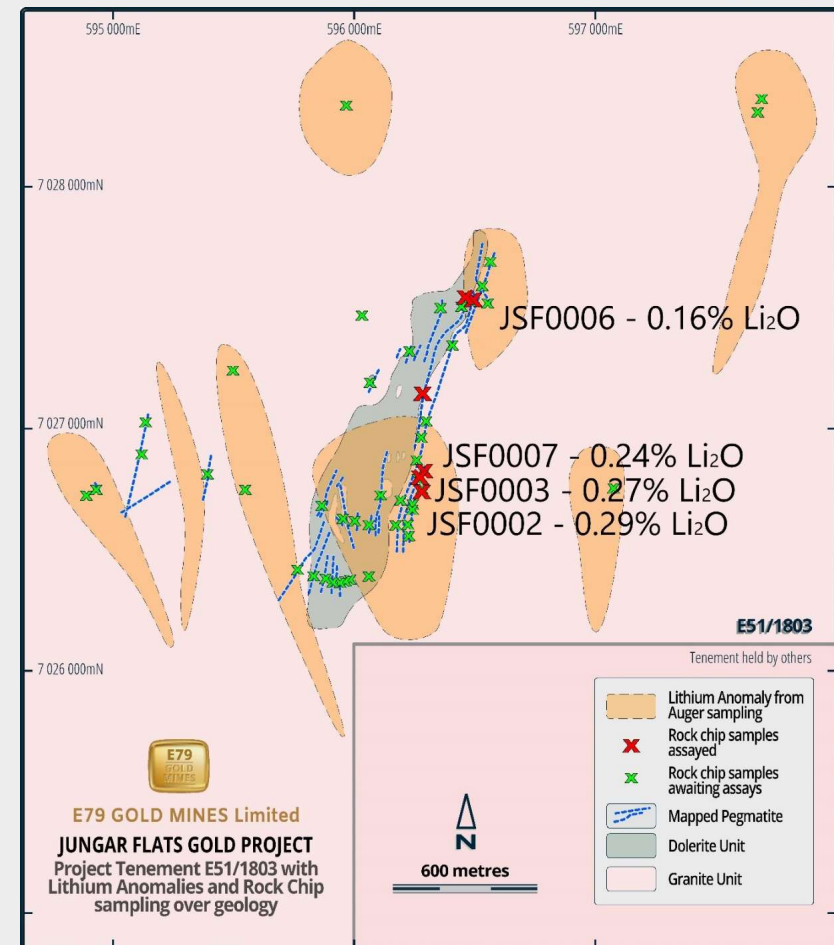 595 000mE
596 000mE
597 000mE
7 028 000mN
JSF0006 - 0.16% Li₂O
7 027 000mN
JSF0007 - 0.24% Li₂O
JSF0003 - 0.27% Li₂O
JSF0002 - 0.29% Li₂O
E51/1803
Tenement held by others
7 026 000mN
Lithium Anomaly from
Auger sampling
Rock chip samples
assayed
Rock chip samples
awaiting assays
Mapped Pegmatite
Dolerite Unit
Granite Unit
E79
GOLD
MINES
E79 GOLD MINES Limited
JUNGAR FLATS GOLD PROJECT
Project Tenement E51/1803 with
Lithium Anomalies and Rock Chip
sampling over geology
N
600 metres